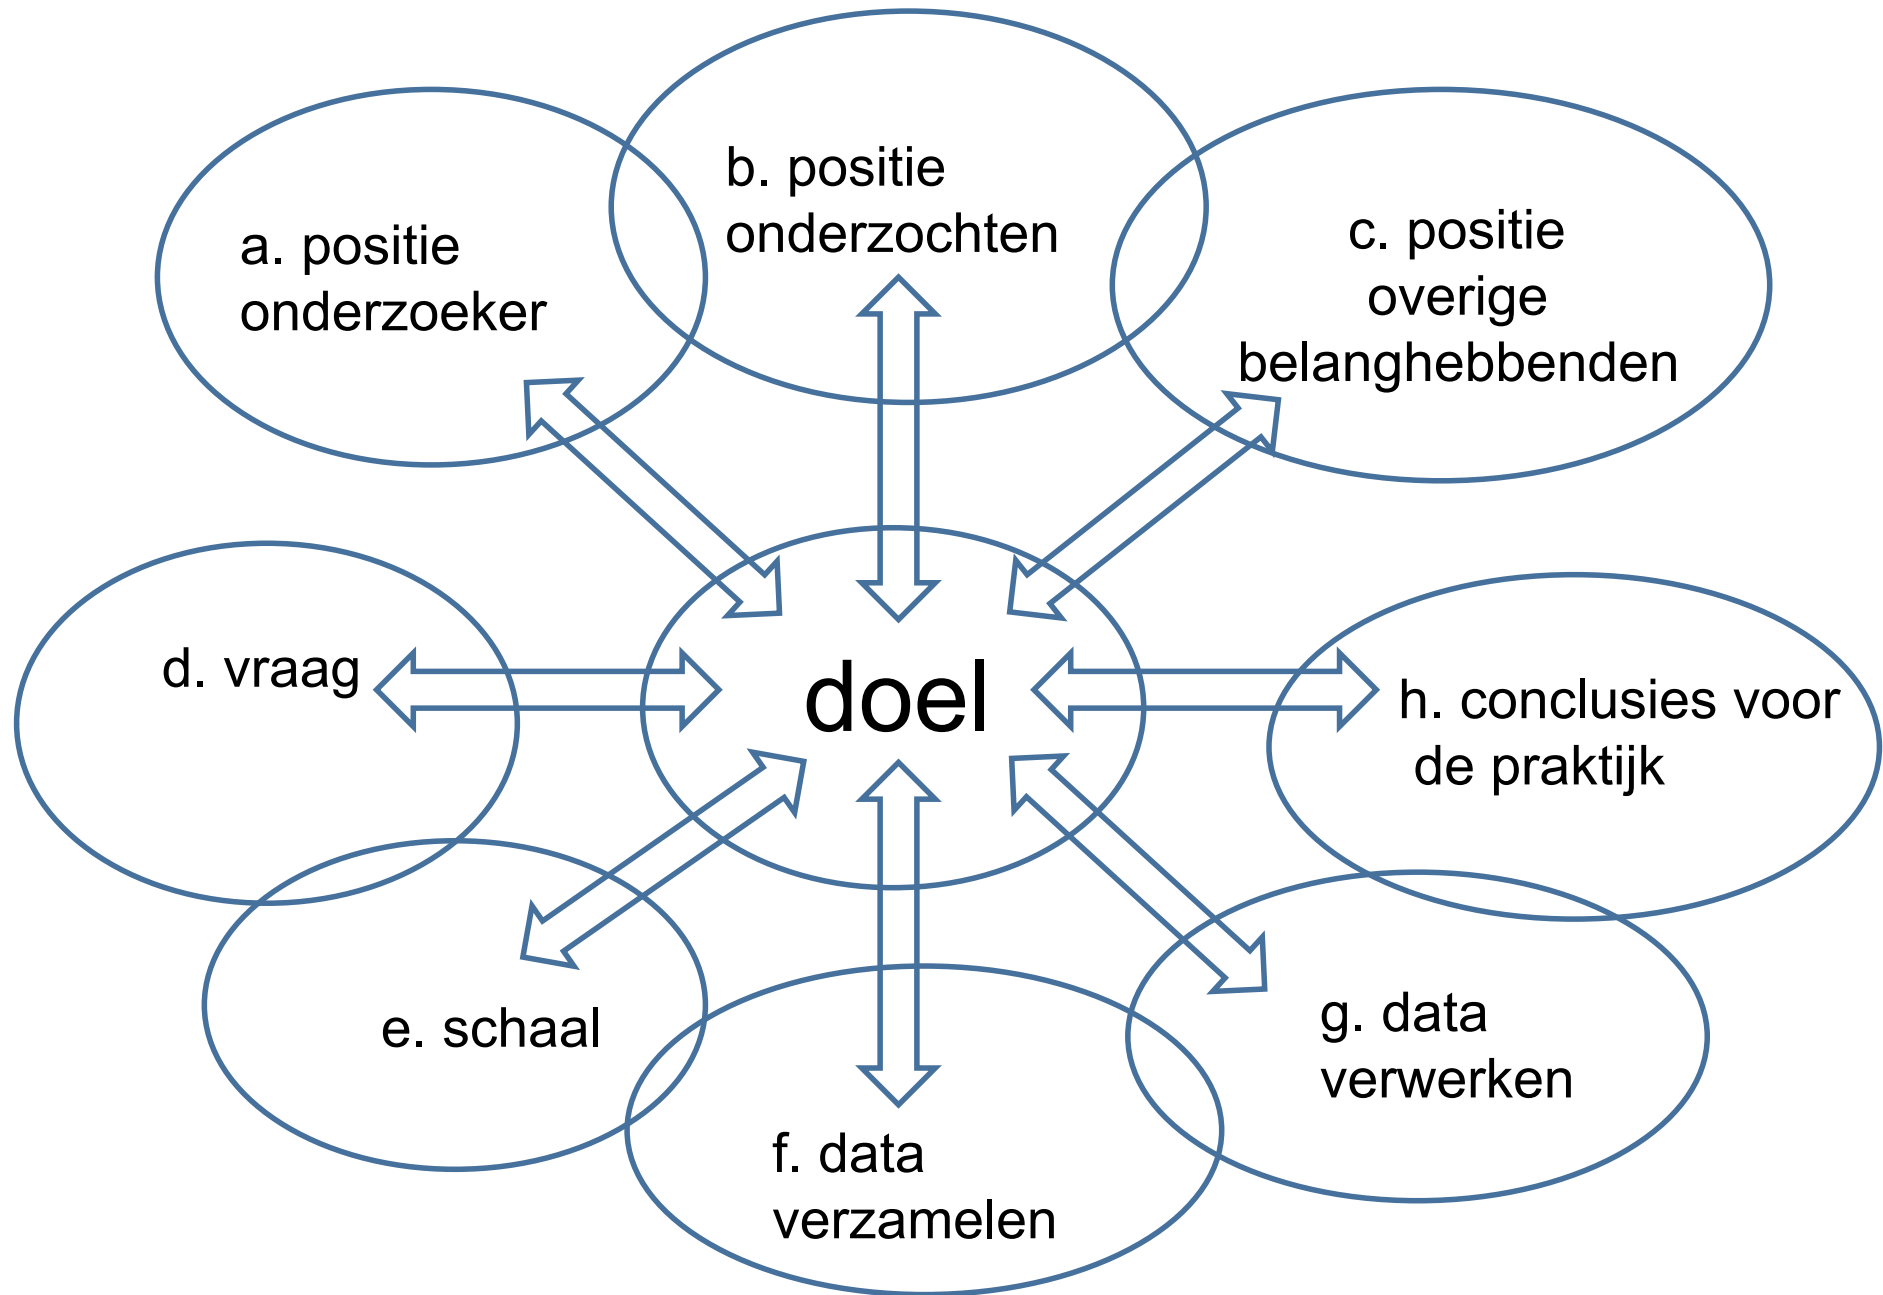 a. positie
onderzoeker
b. positie
onderzochten
c. positie
overige
belanghebbenden
d. vraag
doel
h. conclusies voor
de praktijk
e. schaal
f. data
verzamelen
g. data
verwerken